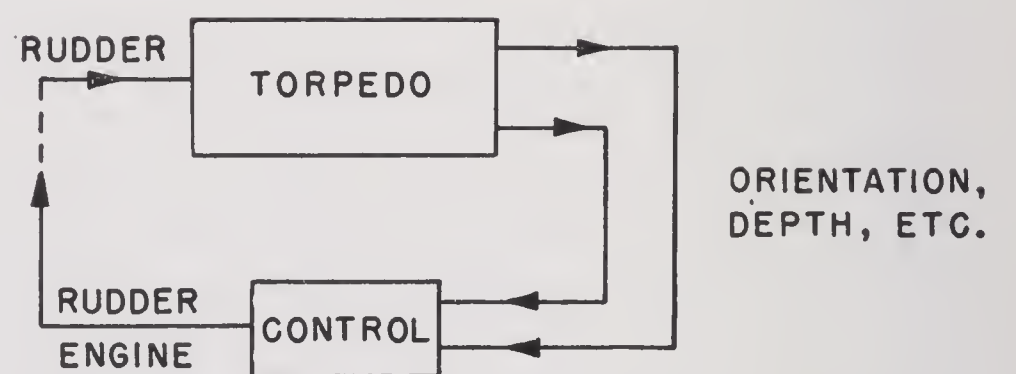 RUDDER
TORPEDO
ORIENTATION,
DEPTH, ETC.
RUDDER
ENGINE
CONTROL